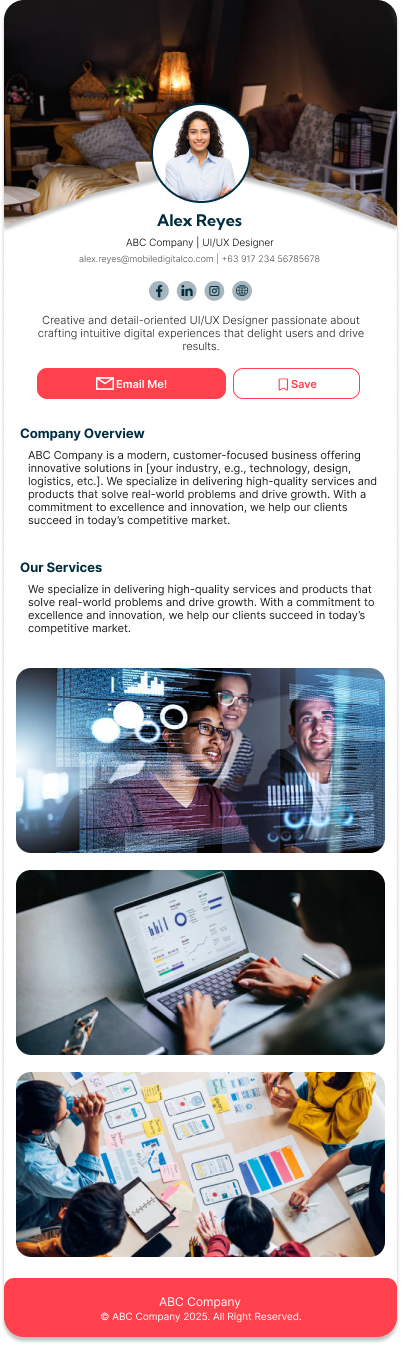 Alex Reyes
ABC Company | UI/UX Designer
alex.reyes@mobiledigitalco.com | +63 917 234 56785678
Creative and detail-oriented UI/UX Designer passionate about
crafting intuitive digital experiences that delight users and drive
results.
Email Me!
Save
Company Overview
ABC Company is a modern, customer-focused business offering
innovative solutions in [your industry, e.g., technology, design,
logistics, etc.]. We specialize in delivering high-quality services and
products that solve real-world problems and drive growth. With a
commitment to excellence and innovation, we help our clients
succeed in today's competitive market.
Our Services
We specialize in delivering high-quality services and products that
solve real-world problems and drive growth. With a commitment to
excellence and innovation, we help our clients succeed in today's
competitive market.
ABC Company
© ABC Company 2025. All Right Reserved.